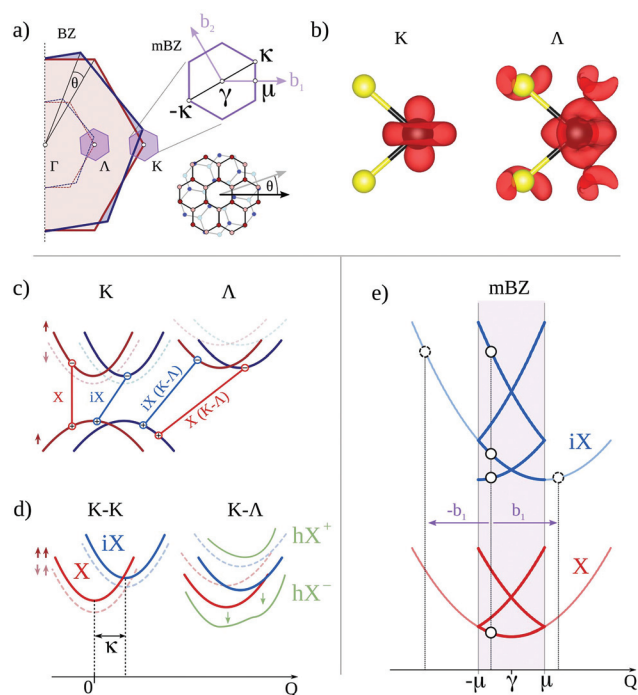 a)
BZ
mBZ
b₂
κ
b₁
-κ
γ
μ
θ
Γ
Λ
K
θ
b)
K
Λ
c)
K
Λ
X
iX
iX (K-Λ)
X (K-Λ)
d)
K-K
K-Λ
iX
X
hX⁺
hX⁻
κ
0
Q
e)
mBZ
iX
-b₁
b₁
X
-μ
γ
μ
Q